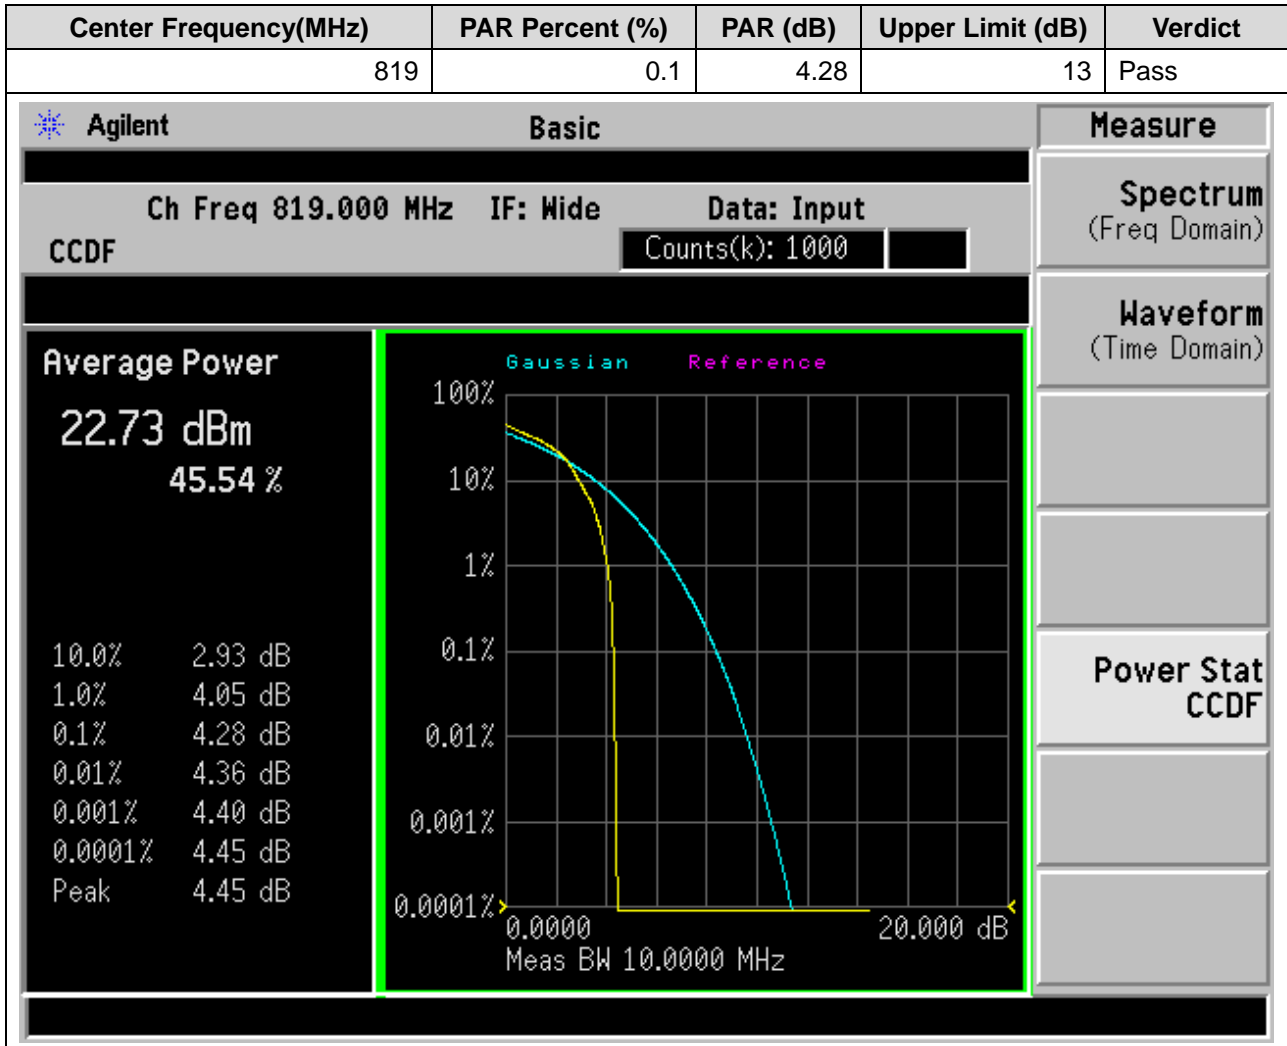 Center Frequency(MHz) PAR Percent (%) PAR (dB) Upper Limit (dB) Verdict
819 0.1 4.28 13 Pass
Agilent Basic Measure
Ch Freq 819.000 MHz IF: Wide Data: Input
CCDF Counts(k): 1000
Spectrum
(Freq Domain)
Waveform
(Time Domain)
Power Stat
CCDF
Average Power
22.73 dBm
45.54 %
10.0% 2.93 dB
1.0% 4.05 dB
0.1% 4.28 dB
0.01% 4.36 dB
0.001% 4.40 dB
0.0001% 4.45 dB
Peak 4.45 dB
Gaussian Reference
100%
10%
1%
0.1%
0.01%
0.001%
0.0001%
0.0000 20.000 dB
Meas BW 10.0000 MHz